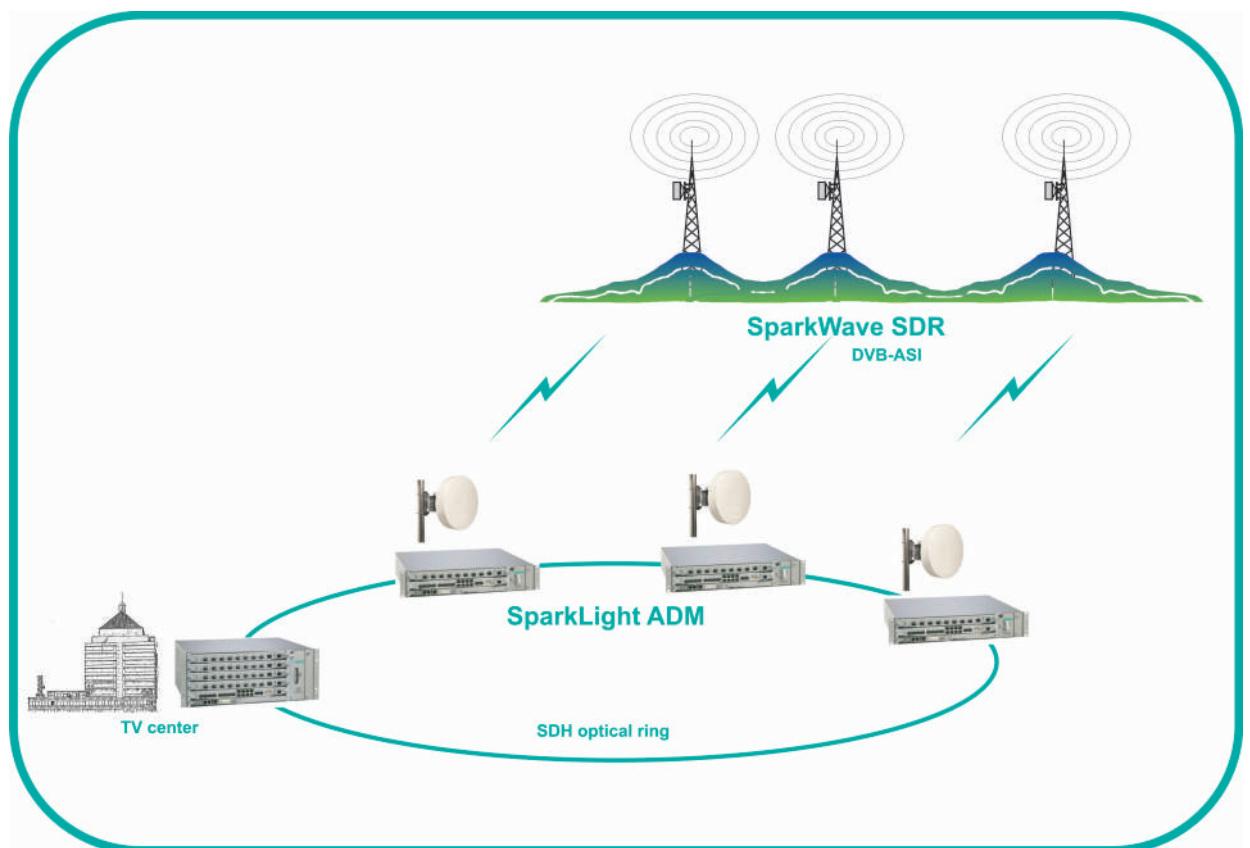 SparkWave SDR
DVB-ASI
SparkLight ADM
TV center
SDH optical ring